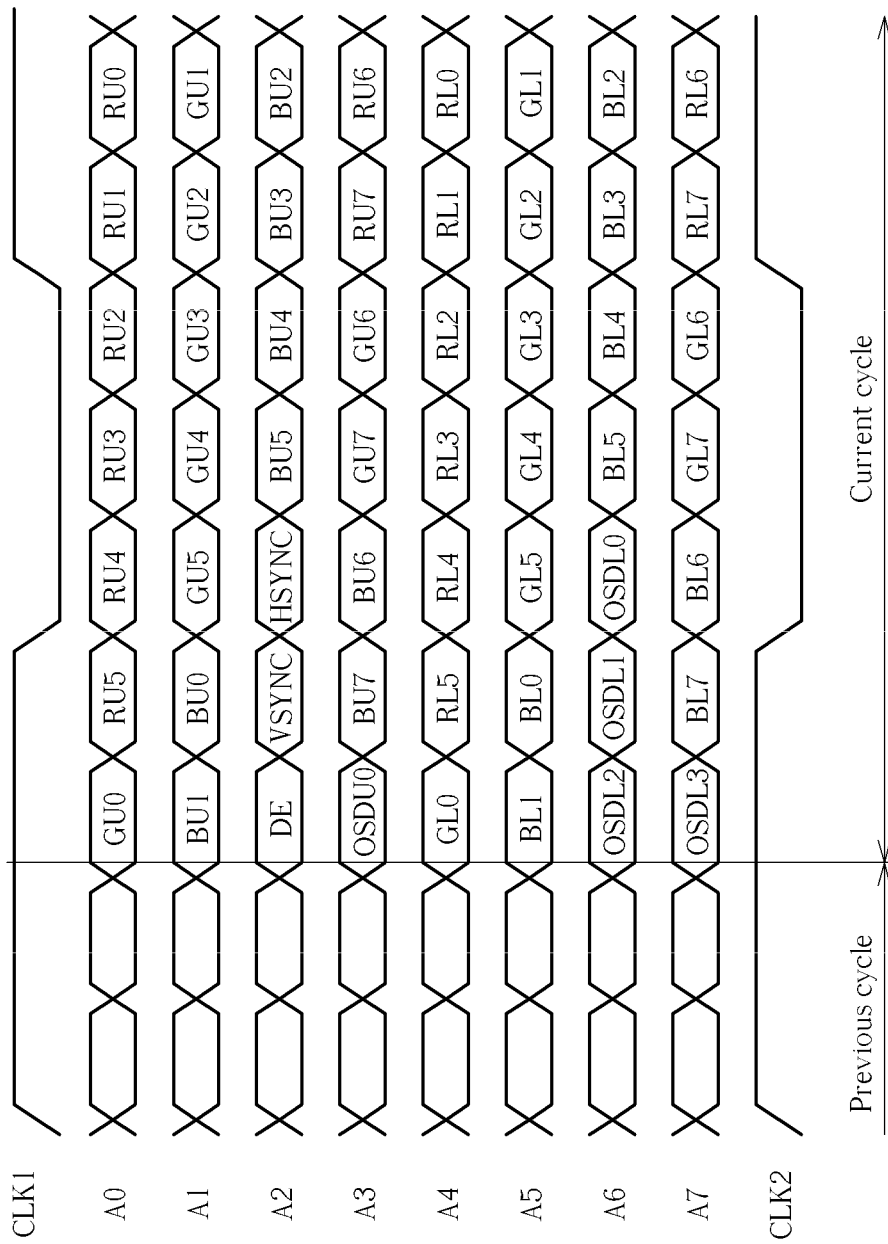 CLK1
A0 GU0 RU5 RU4 RU3 RU2 RU1 RU0
A1 BU1 BU0 GU5 GU4 GU3 GU2 GU1
A2 DE VSYNC HSYNC BU5 BU4 BU3 BU2
A3 OSDU0 BU7 BU6 GU7 GU6 RU7 RU6
A4 GL0 RL5 RL4 RL3 RL2 RL1 RL0
A5 BL1 BL0 GL5 GL4 GL3 GL2 GL1
A6 OSDL2 OSDL1 OSDL0 BL5 BL4 BL3 BL2
A7 OSDL3 BL7 BL6 GL7 GL6 RL7 RL6
CLK2
Previous cycle Current cycle